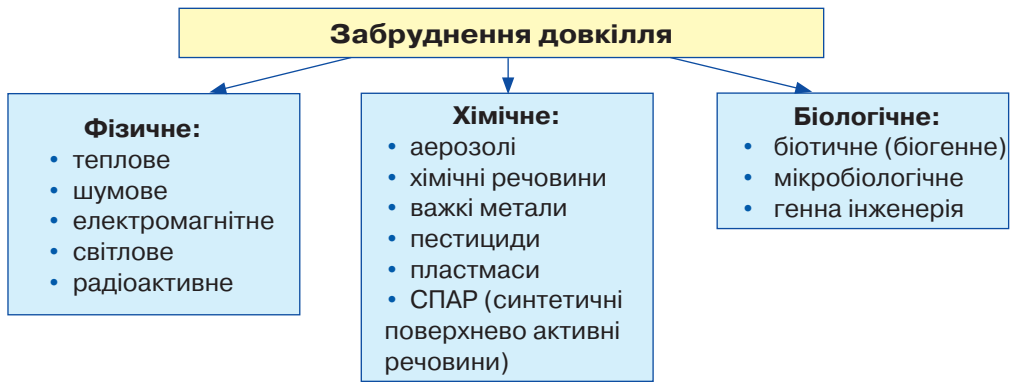 Забруднення довкілля
Фізичне:
• теплове
• шумове
• електромагнітне
• світлове
• радіоактивне
Хімічне:
• аерозолі
• хімічні речовини
• важкі метали
• пестициди
• пластмаси
• СПАР (синтетичні
поверхнево активні
речовини)
Біологічне:
• біотичне (біогенне)
• мікробіологічне
• генна інженерія